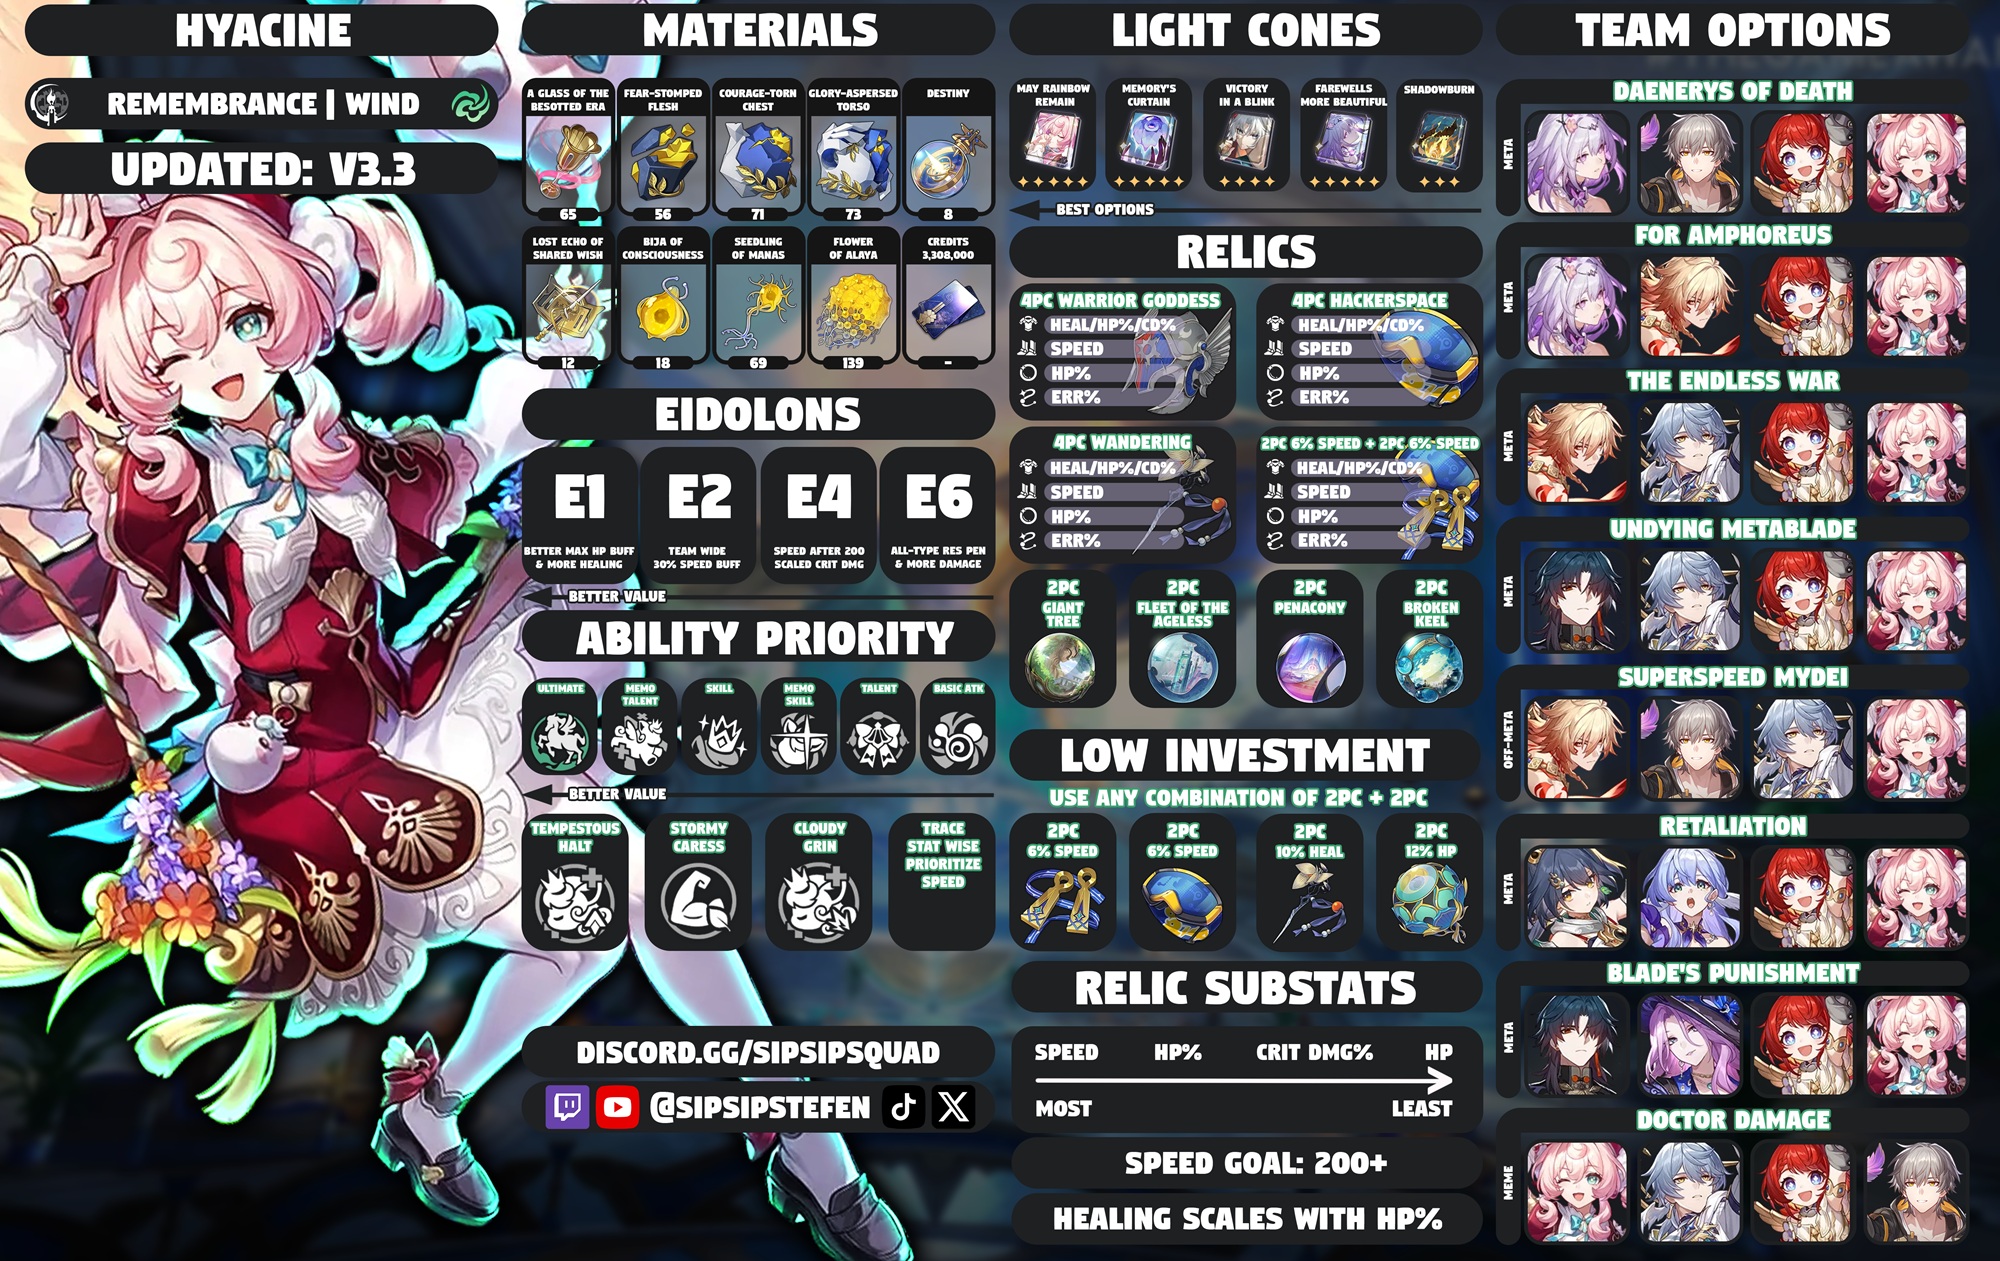 HYACINE
REMEMBRANCE | WIND
UPDATED: V3.3
MATERIALS
A GLASS OF THE
BESOTTED ERA
65
FEAR-STOMPED
FLESH
56
COURAGE-TORN
CHEST
71
GLORY-ASPERSED
TORSO
73
DESTINY
8
LOST ECHO OF
SHARED WISH
12
BIJA OF
CONSCIOUSNESS
18
SEEDLING
OF MANAS
69
FLOWER
OF ALAYA
139
CREDITS
3,308,000
-
EIDOLONS
E1
BETTER MAX HP BUFF
& MORE HEALING
E2
TEAM WIDE
30% SPEED BUFF
E4
SPEED AFTER 200
SCALED CRIT DMG
E6
ALL-TYPE RES PEN
& MORE DAMAGE
BETTER VALUE
ABILITY PRIORITY
ULTIMATE
MEMO
TALENT
SKILL
MEMO
SKILL
TALENT
BASIC ATK
BETTER VALUE
TEMPESTOUS
HALT
STORMY
CARESS
CLOUDY
GRIN
TRACE
STAT WISE
PRIORITIZE
SPEED
DISCORD.GG/SIPSIPSQUAD
@SIPSIPSTEFEN
LIGHT CONES
MAY RAINBOW
REMAIN
MEMORY'S
CURTAIN
VICTORY
IN A BLINK
FAREWELLS
MORE BEAUTIFUL
SHADOWBURN
BEST OPTIONS
RELICS
4PC WARRIOR GODDESS
HEAL/HP%/CD%
SPEED
HP%
ERR%
4PC HACKERSPACE
HEAL/HP%/CD%
SPEED
HP%
ERR%
4PC WANDERING
HEAL/HP%/CD%
SPEED
HP%
ERR%
2PC 6% SPEED + 2PC 6% SPEED
HEAL/HP%/CD%
SPEED
HP%
ERR%
2PC
GIANT
TREE
2PC
FLEET OF THE
AGELESS
2PC
PENACONY
2PC
BROKEN
KEEL
LOW INVESTMENT
USE ANY COMBINATION OF 2PC + 2PC
2PC
6% SPEED
2PC
6% SPEED
2PC
10% HEAL
2PC
12% HP
RELIC SUBSTATS
SPEED HP% CRIT DMG% HP
MOST LEAST
SPEED GOAL: 200+
HEALING SCALES WITH HP%
TEAM OPTIONS
DAENERYS OF DEATH
META
FOR AMPHOREUS
META
THE ENDLESS WAR
META
UNDYING METABLADE
META
SUPERSPEED MYDEI
OFF-META
RETALIATION
META
BLADE'S PUNISHMENT
META
DOCTOR DAMAGE
MEME